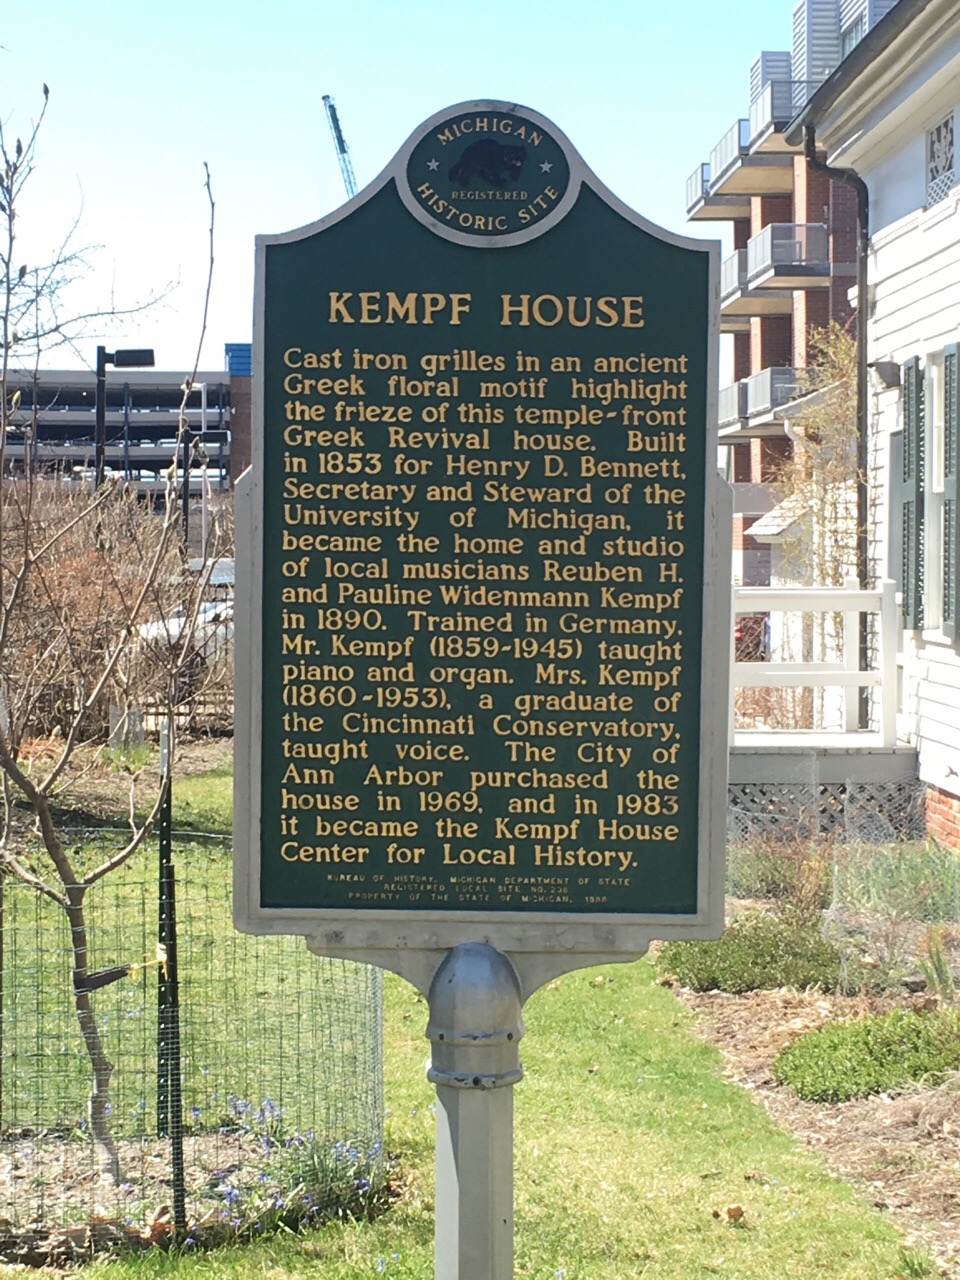 MICHIGAN
REGISTERED
HISTORIC SITE
KEMPF HOUSE
Cast iron grilles in an ancient
Greek floral motif highlight
the frieze of this temple-front
Greek Revival house. Built
in 1853 for Henry D. Bennett,
Secretary and Steward of the
University of Michigan, it
became the home and studio
of local musicians Reuben H.
and Pauline Widenmann Kempf
in 1890. Trained in Germany,
Mr. Kempf (1859-1945) taught
piano and organ. Mrs. Kempf
(1860-1953), a graduate of
the Cincinnati Conservatory,
taught voice. The City of
Ann Arbor purchased the
house in 1969, and in 1983
it became the Kempf House
Center for Local History.
BUREAU OF HISTORY, MICHIGAN DEPARTMENT OF STATE
REGISTERED LOCAL SITE NO. 238
PROPERTY OF THE STATE OF MICHIGAN, 1988